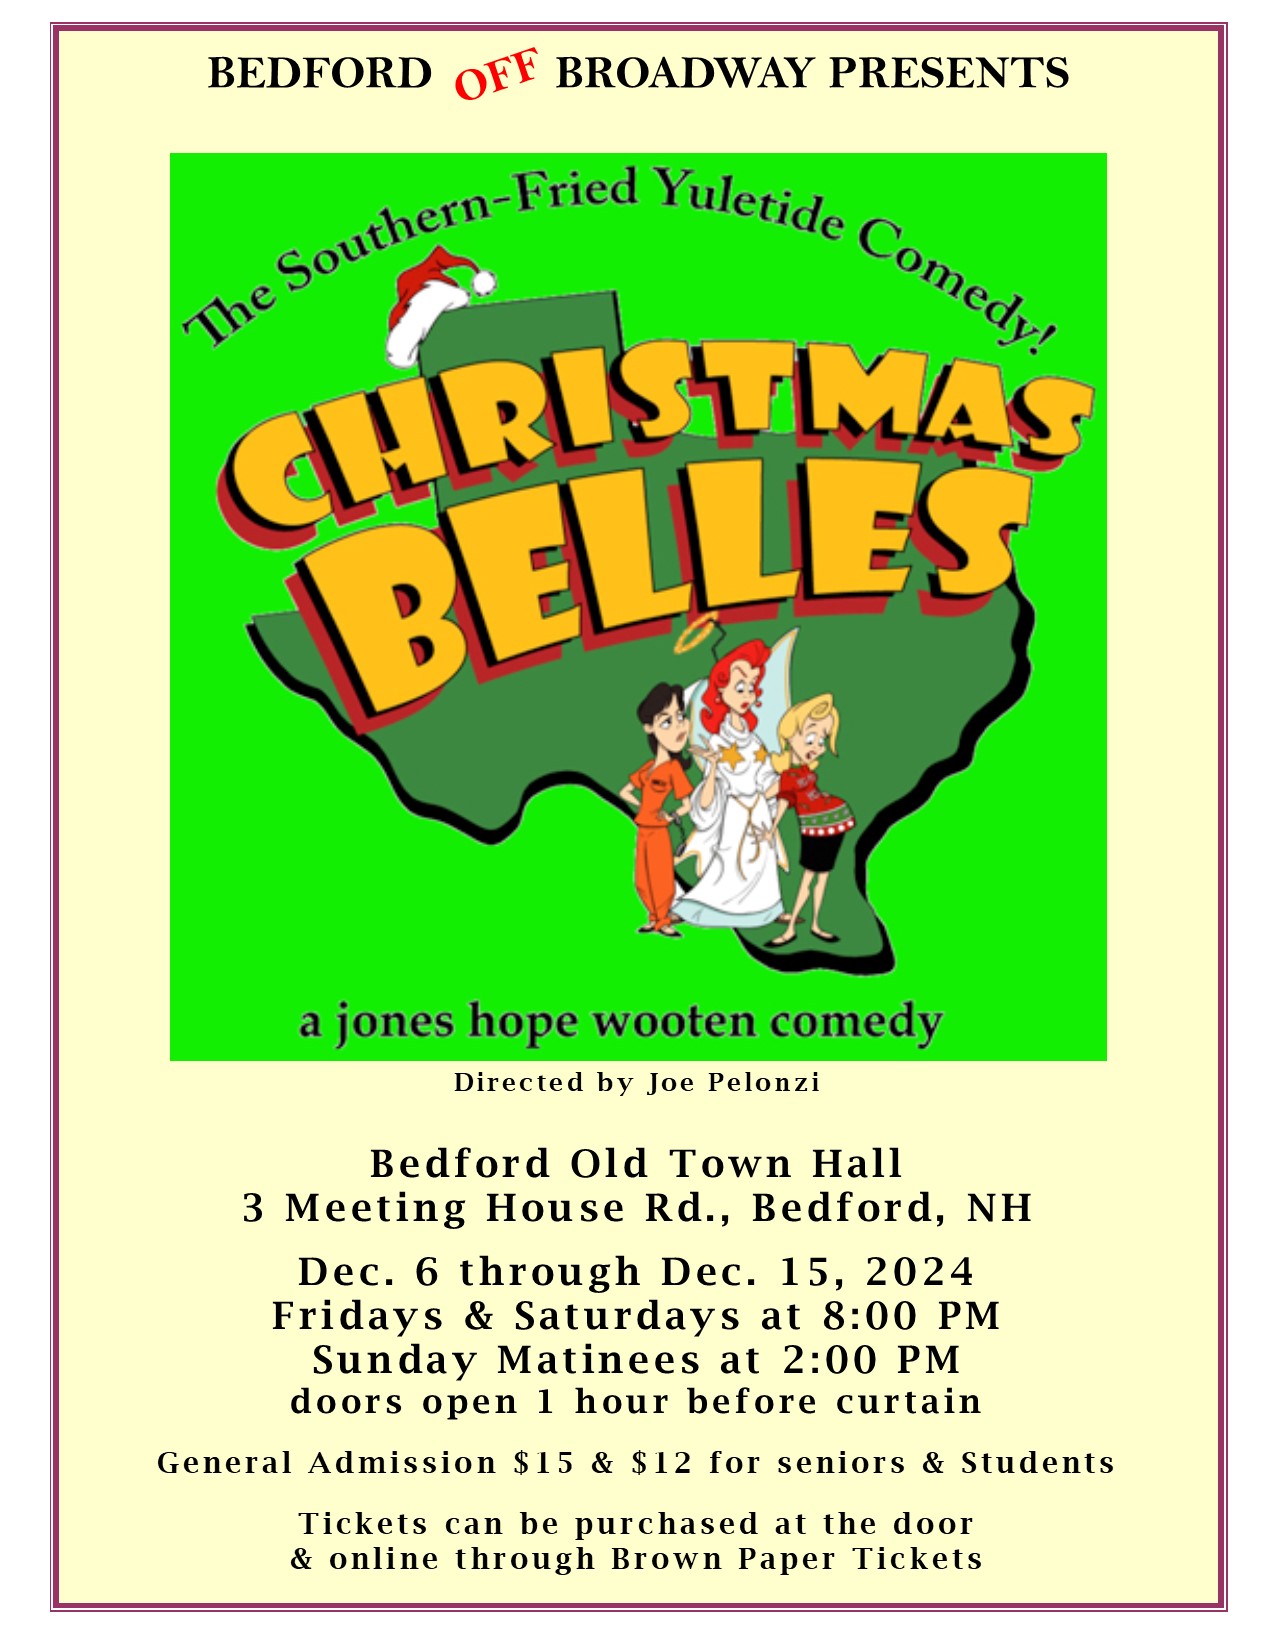 BEDFORD OFF BROADWAY PRESENTS
The Southern-Fried Yuletide Comedy!
CHRISTMAS
BELLES
a jones hope wooten comedy
Directed by Joe Pelonzi
Bedford Old Town Hall
3 Meeting House Rd., Bedford, NH
Dec. 6 through Dec. 15, 2024
Fridays & Saturdays at 8:00 PM
Sunday Matinees at 2:00 PM
doors open 1 hour before curtain
General Admission $15 & $12 for seniors & Students
Tickets can be purchased at the door
& online through Brown Paper Tickets